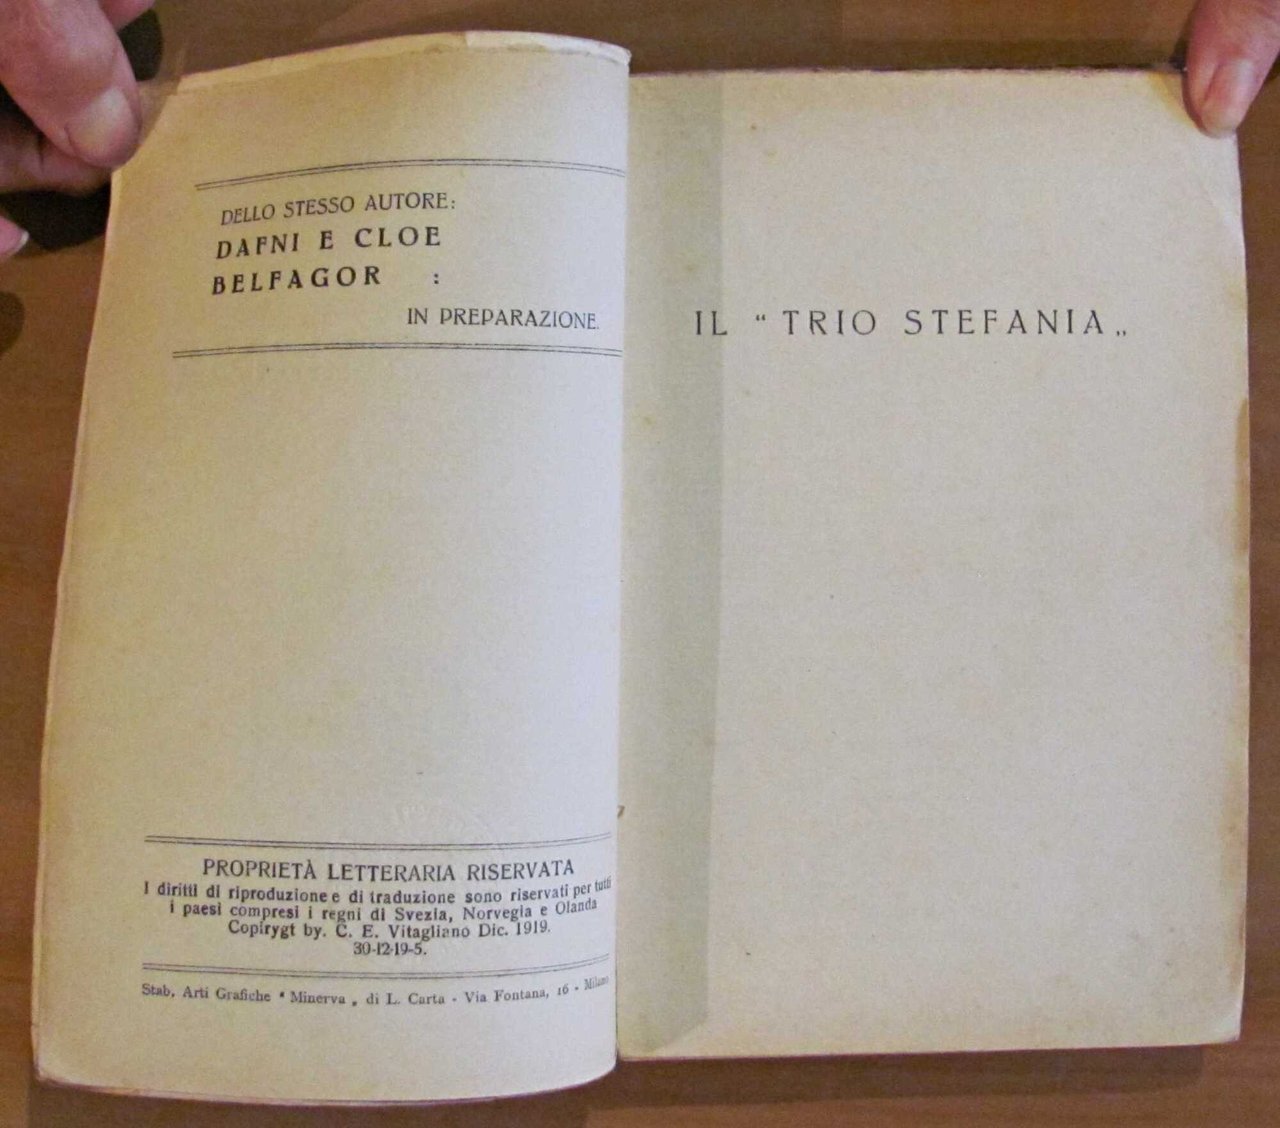 DELLO STESSO AUTORE:
DAFNI E CLOE
BELFAGOR :
IN PREPARAZIONE.
PROPRIETÀ LETTERARIA RISERVATA
I diritti di riproduzione e di traduzione sono riservati per tutti
i paesi compresi i regni di Svezia, Norvegia e Olanda
Copirygt by. C. E. Vitagliano Dic. 1919.
30-12-19-5.
Stab. Arti Grafiche " Minerva „ di L. Carta - Via Fontana, 16 - Milano
IL “ TRIO STEFANIA „